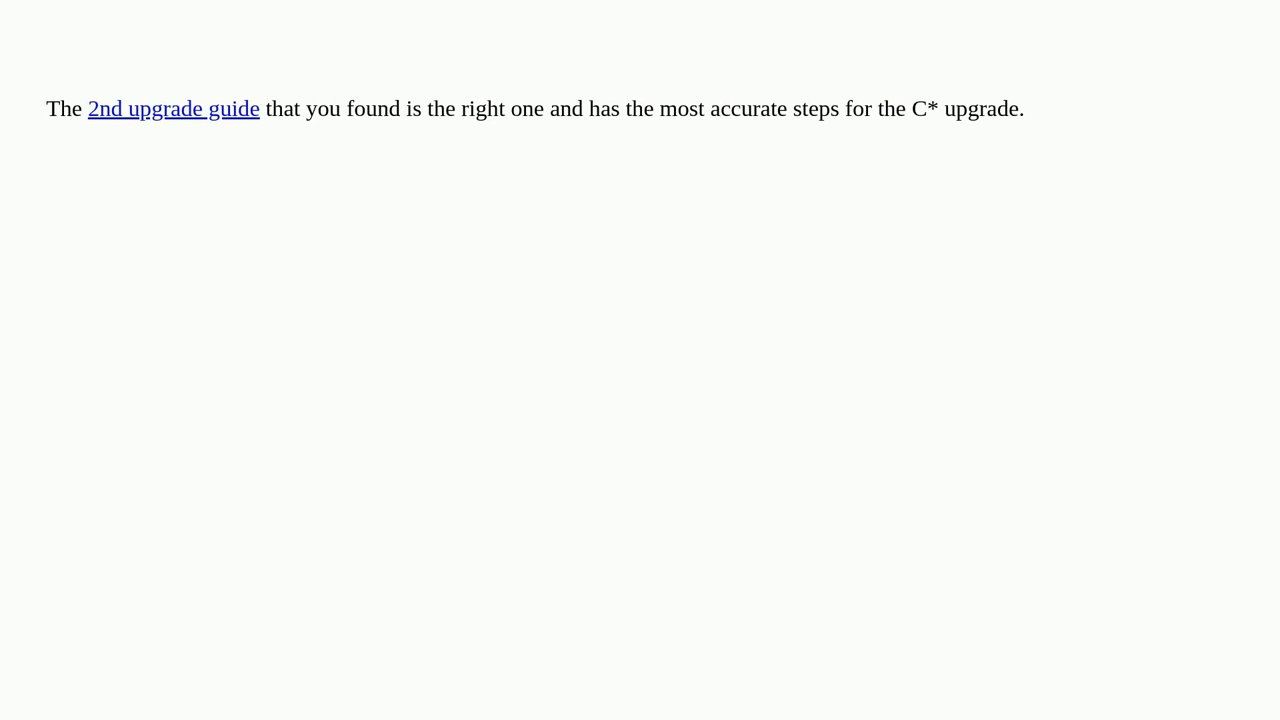 The 2nd upgrade guide that you found is the right one and has the most accurate steps for the C* upgrade.